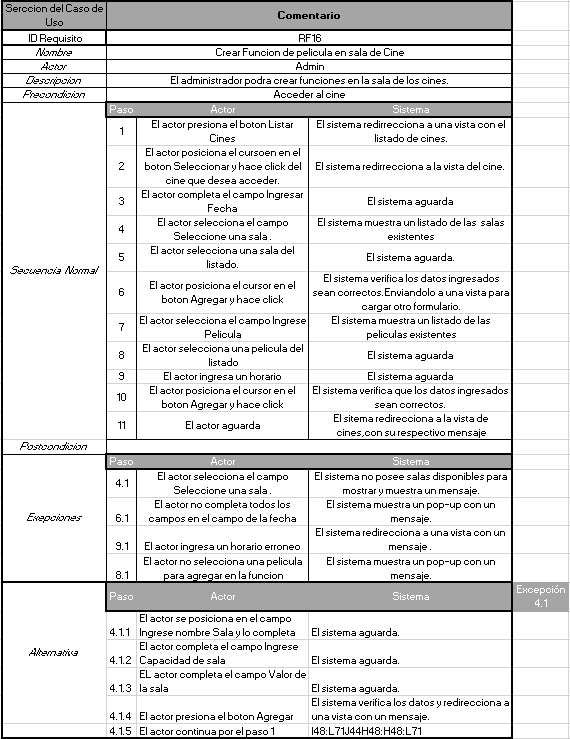 Serccion del Caso de
Uso
Comentario
ID Requisito
RF16
Nombre
Crear Funcion de pelicula en sala de Cine
Actor
Admin
Descripcion
El administrador podra crear funciones en la sala de los cines.
Precondicion
Acceder al cine
Secuencia Normal
Paso
Actor
Sistema
1
El actor presiona el boton Listar
Cines
El sistema redirrecciona a una vista con el
listado de cines.
2
El actor posiciona el cursoen en el
boton Seleccionar y hace click del
cine que desea acceder.
El sistema redirrecciona a la vista del cine.
3
El actor completa el campo Ingresar
Fecha
El sistema aguarda
4
El actor selecciona el campo
Seleccione una sala .
El sistema muestra un listado de las salas
existentes
5
El actor selecciona una sala del
listado.
El sistema aguarda.
6
El actor posiciona el cursor en el
boton Agregar y hace click
El sistema verifica los datos ingresados
sean correctos.Enviandolo a una vista para
cargar otro formulario.
7
El actor selecciona el campo Ingrese
Pelicula
El sistema muestra un listado de las
peliculas existentes
8
El actor selecciona una pelicula del
listado
El sistema aguarda
9
El actor ingresa un horario
El sistema aguarda
10
El actor posiciona el cursor en el
boton Agregar y hace click
El sistema verifica que los datos ingresados
sean correctos.
11
El actor aguarda
El sitema redirecciona a la vista de
cines,con su respectivo mensaje
Postcondicion
Exepciones
Paso
Actor
Sistema
4.1
El actor selecciona el campo
Seleccione una sala .
El sistema no posee salas disponibles para
mostrar y muestra un mensaje.
6.1
El actor no completa todos los
campos en el campo de la fecha
El sistema muestra un pop-up con un
mensaje.
9.1
El actor ingresa un horario erroneo
El sistema redirecciona a una vista con un
mensaje .
8.1
El actor no selecciona una pelicula
para agregar en la funcion
El sistema muestra un pop-up con un
mensaje.
Alternativa
Paso
Actor
Sistema
Excepción
4.1
4.1.1
El actor se posiciona en el campo
Ingrese nombre Sala y lo completa
El sistema aguarda.
4.1.2
El actor completa el campo Ingrese
Capacidad de sala
El sistema aguarda.
4.1.3
EL actor completa el campo Valor de
la sala
El sistema aguarda.
4.1.4
El actor presiona el boton Agregar
El sistema verifica los datos y redirecciona a
una vista con un mensaje.
4.1.5
El actor continua por el paso 1
I48:L71J44H48:H48:L71